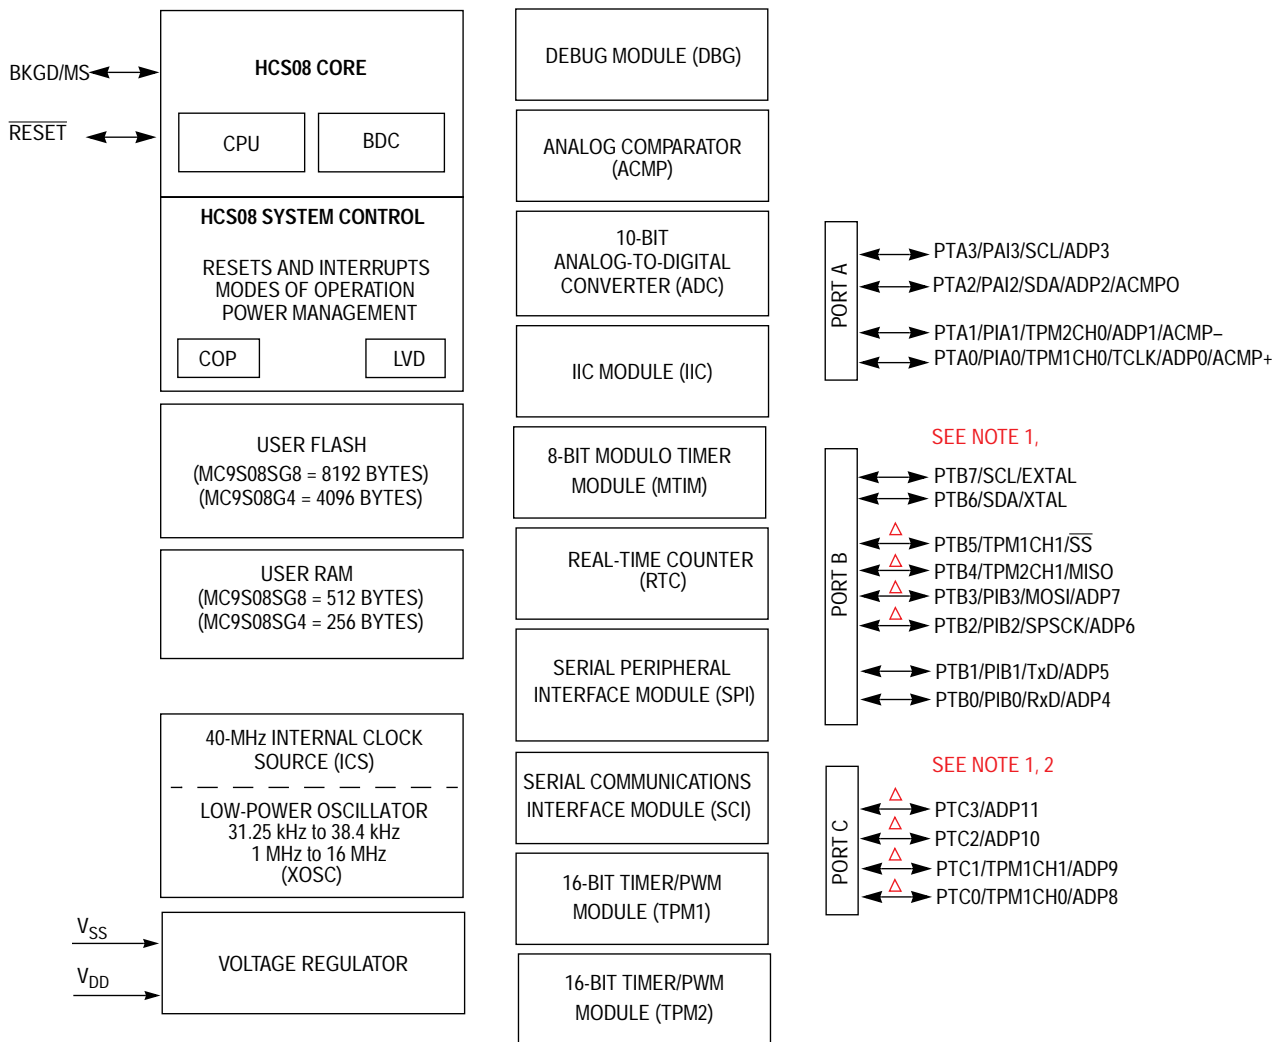 BKGD/MS
RESET
HCS08 CORE
CPU
BDC
HCS08 SYSTEM CONTROL
RESETS AND INTERRUPTS
MODES OF OPERATION
POWER MANAGEMENT
COP
LVD
USER FLASH
(MC9S08SG8 = 8192 BYTES)
(MC9S08G4 = 4096 BYTES)
USER RAM
(MC9S08SG8 = 512 BYTES)
(MC9S08SG4 = 256 BYTES)
40-MHz INTERNAL CLOCK
SOURCE (ICS)
LOW-POWER OSCILLATOR
31.25 kHz to 38.4 kHz
1 MHz to 16 MHz
(XOSC)
VSS
VDD
VOLTAGE REGULATOR
DEBUG MODULE (DBG)
ANALOG COMPARATOR
(ACMP)
10-BIT
ANALOG-TO-DIGITAL
CONVERTER (ADC)
IIC MODULE (IIC)
8-BIT MODULO TIMER
MODULE (MTIM)
REAL-TIME COUNTER
(RTC)
SERIAL PERIPHERAL
INTERFACE MODULE (SPI)
SERIAL COMMUNICATIONS
INTERFACE MODULE (SCI)
16-BIT TIMER/PWM
MODULE (TPM1)
16-BIT TIMER/PWM
MODULE (TPM2)
PORT A
PTA3/PAI3/SCL/ADP3
PTA2/PAI2/SDA/ADP2/ACMPO
PTA1/PIA1/TPM2CH0/ADP1/ACMP–
PTA0/PIA0/TPM1CH0/TCLK/ADP0/ACMP+
SEE NOTE 1,
PORT B
PTB7/SCL/EXTAL
PTB6/SDA/XTAL
PTB5/TPM1CH1/SS
PTB4/TPM2CH1/MISO
PTB3/PIB3/MOSI/ADP7
PTB2/PIB2/SPSCK/ADP6
PTB1/PIB1/TxD/ADP5
PTB0/PIB0/RxD/ADP4
SEE NOTE 1, 2
PORT C
PTC3/ADP11
PTC2/ADP10
PTC1/TPM1CH1/ADP9
PTC0/TPM1CH0/ADP8